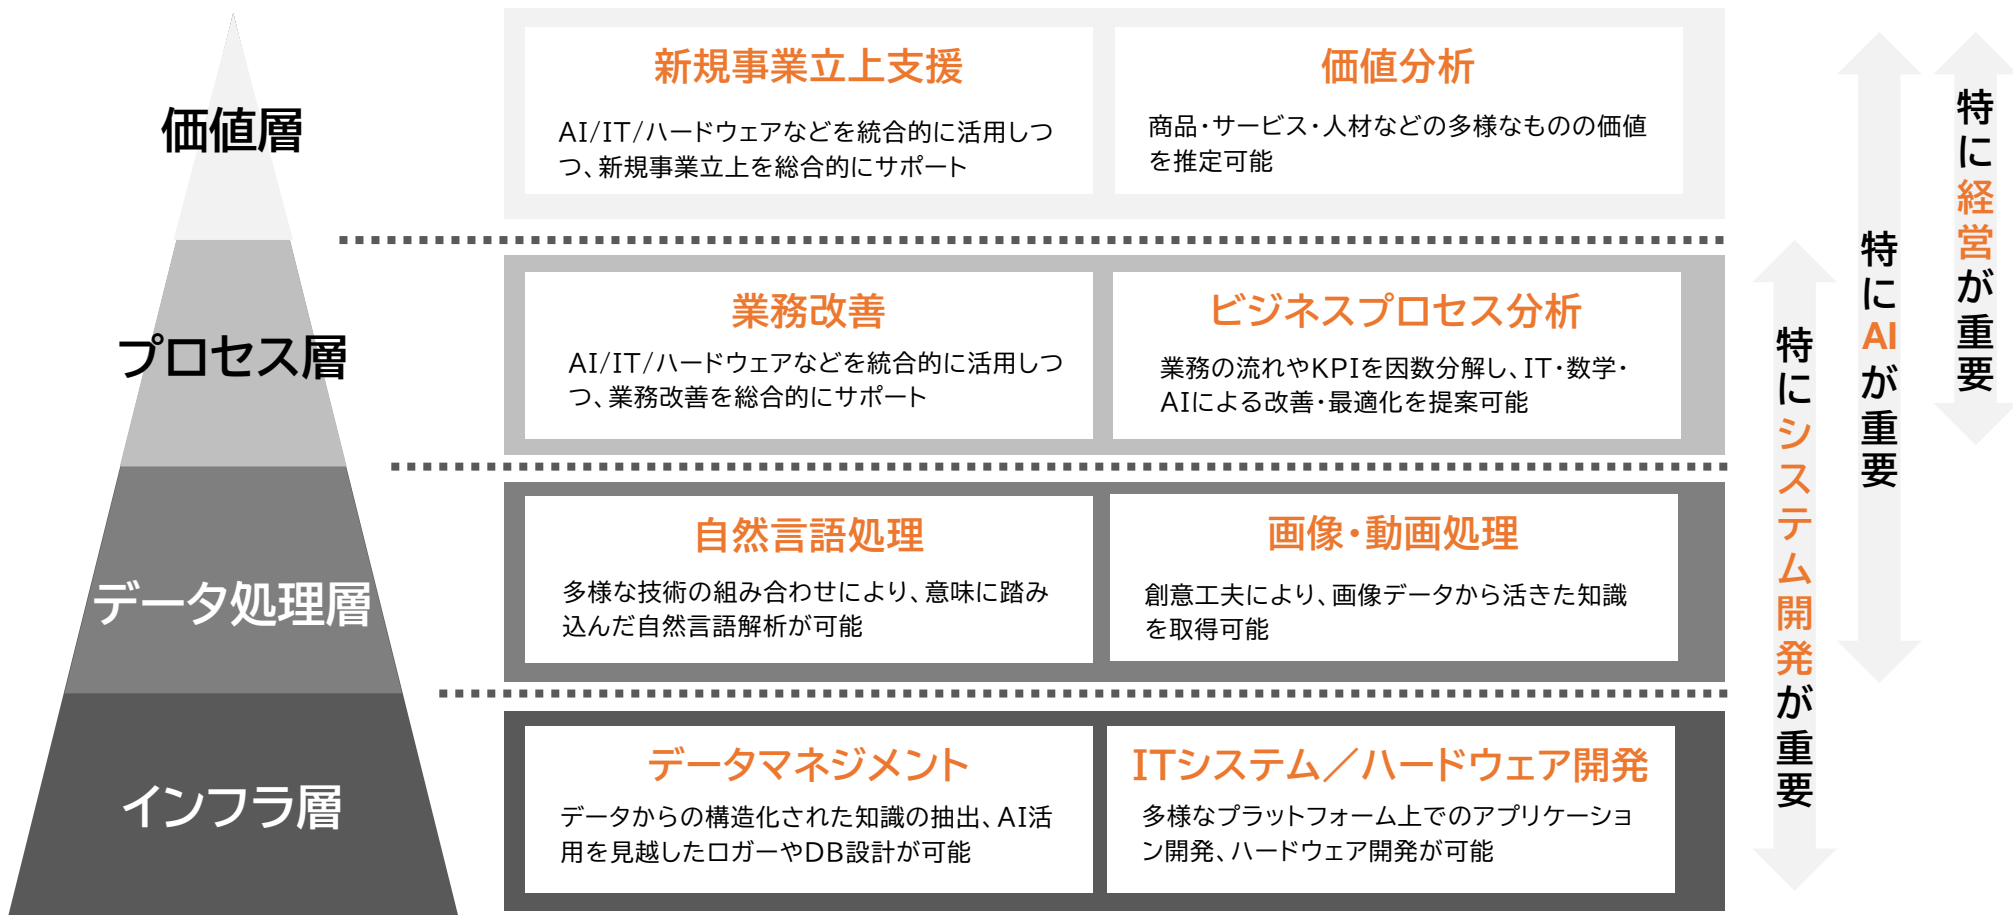 価値層
新規事業立上支援
AI/IT/ハードウェアなどを統合的に活用しつ
つ、新規事業立上を総合的にサポート
価値分析
商品・サービス・人材などの多様なものの価値
を推定可能
プロセス層
業務改善
AI/IT/ハードウェアなどを統合的に活用しつ
つ、業務改善を総合的にサポート
ビジネスプロセス分析
業務の流れやKPIを因数分解し、IT・数学・
AIによる改善・最適化を提案可能
データ処理層
自然言語処理
多様な技術の組み合わせにより、意味に踏み
込んだ自然言語解析が可能
画像・動画処理
創意工夫により、画像データから活きた知識
を取得可能
インフラ層
データマネジメント
データからの構造化された知識の抽出、AI活
用を見越したロガーやDB設計が可能
ITシステム／ハードウェア開発
多様なプラットフォーム上でのアプリケーショ
ン開発、ハードウェア開発が可能
特にシステム開発が重要
特にAIが重要
特に経営が重要